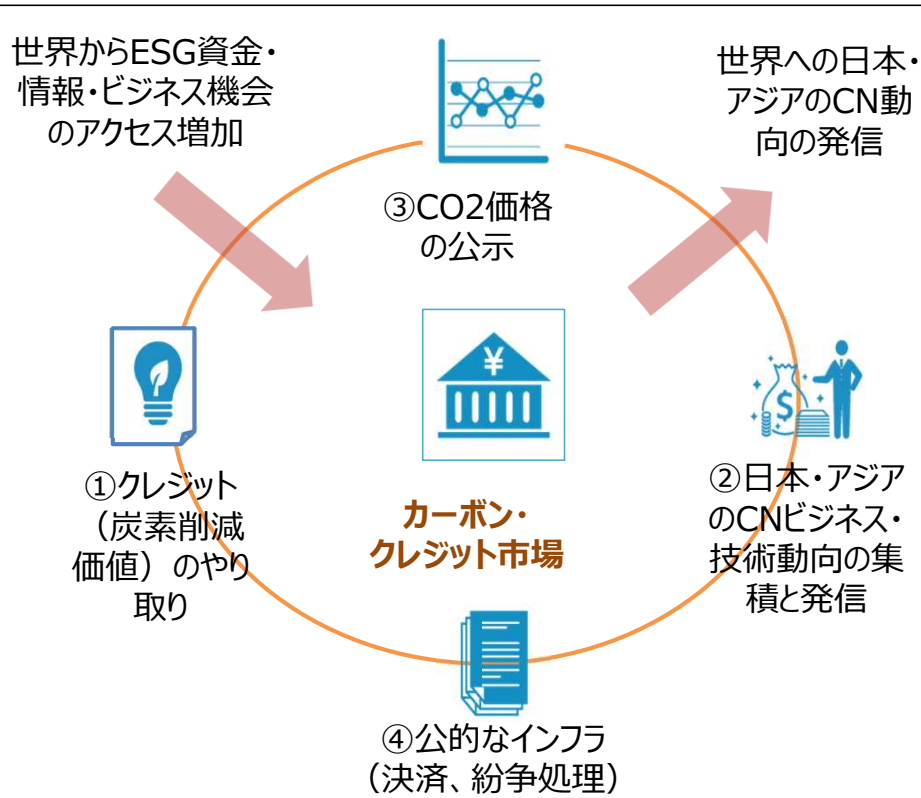 世界からESG資金・
情報・ビジネス機会
のアクセス増加
世界への日本・
アジアのCN動
向の発信
③CO2価格
の公示
¥
$
①クレジット
（炭素削減
価値）のやり
取り
カーボン・
クレジット市場
②日本・アジア
のCNビジネス・
技術動向の集
積と発信
④公的なインフラ
（決済、紛争処理）